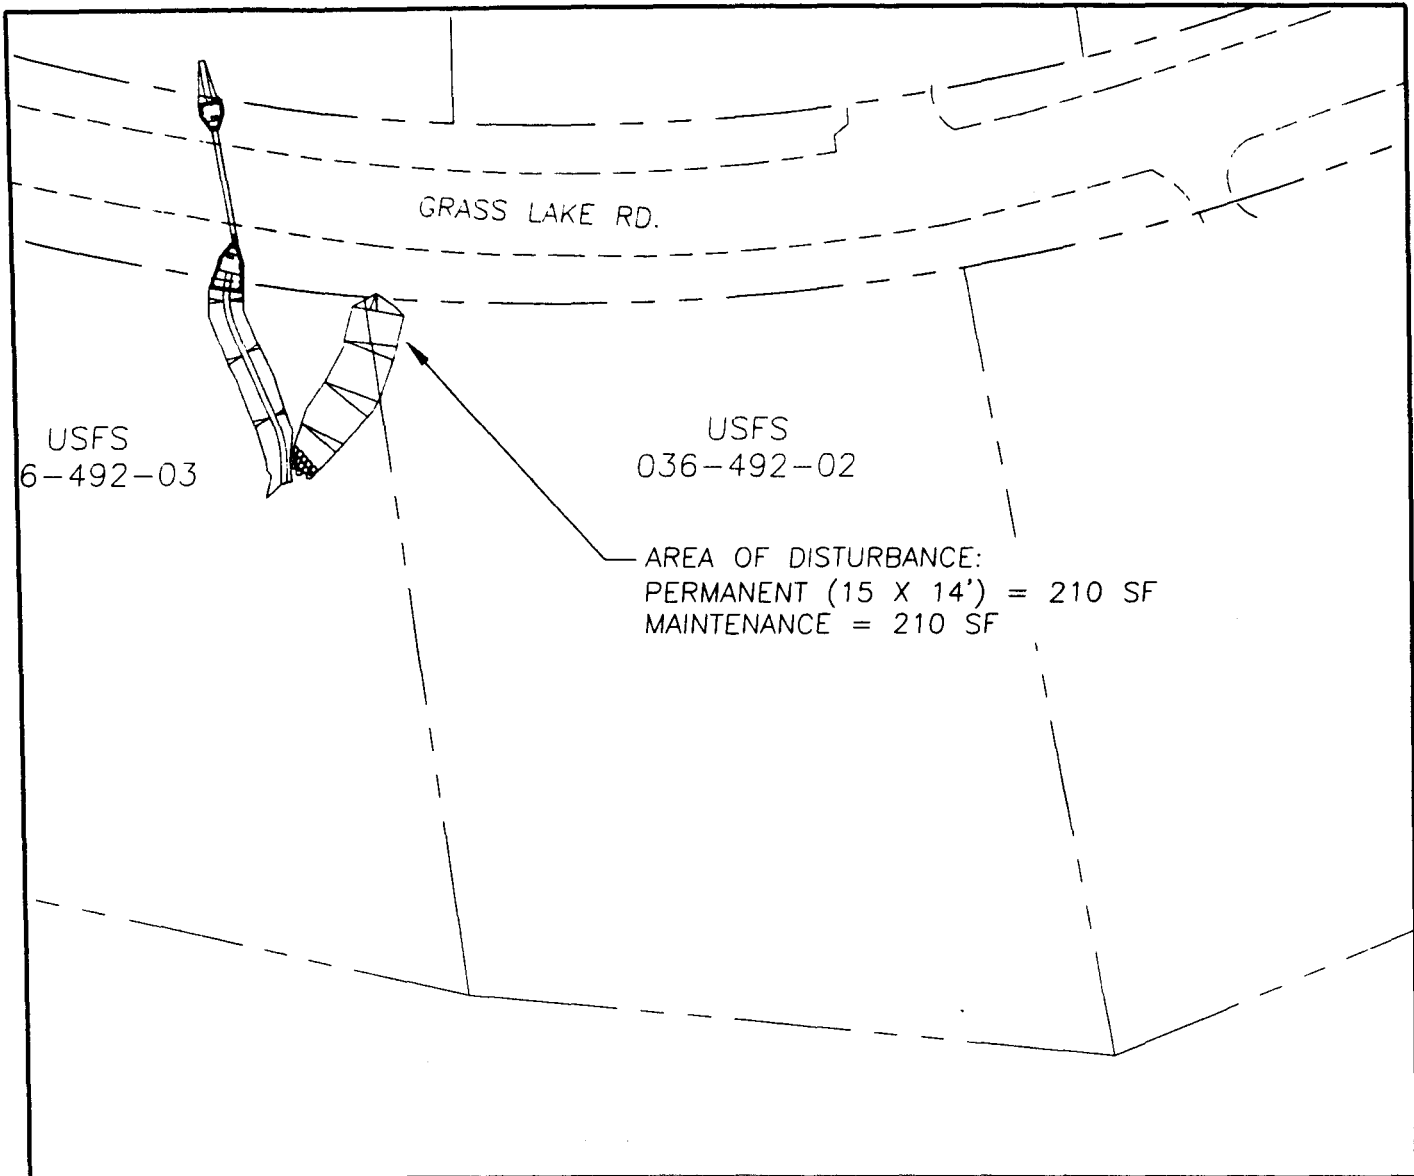 GRASS LAKE RD.
USFS
6-492-03
USFS
036-492-02
AREA OF DISTURBANCE:
PERMANENT (15 X 14') = 210 SF
MAINTENANCE = 210 SF